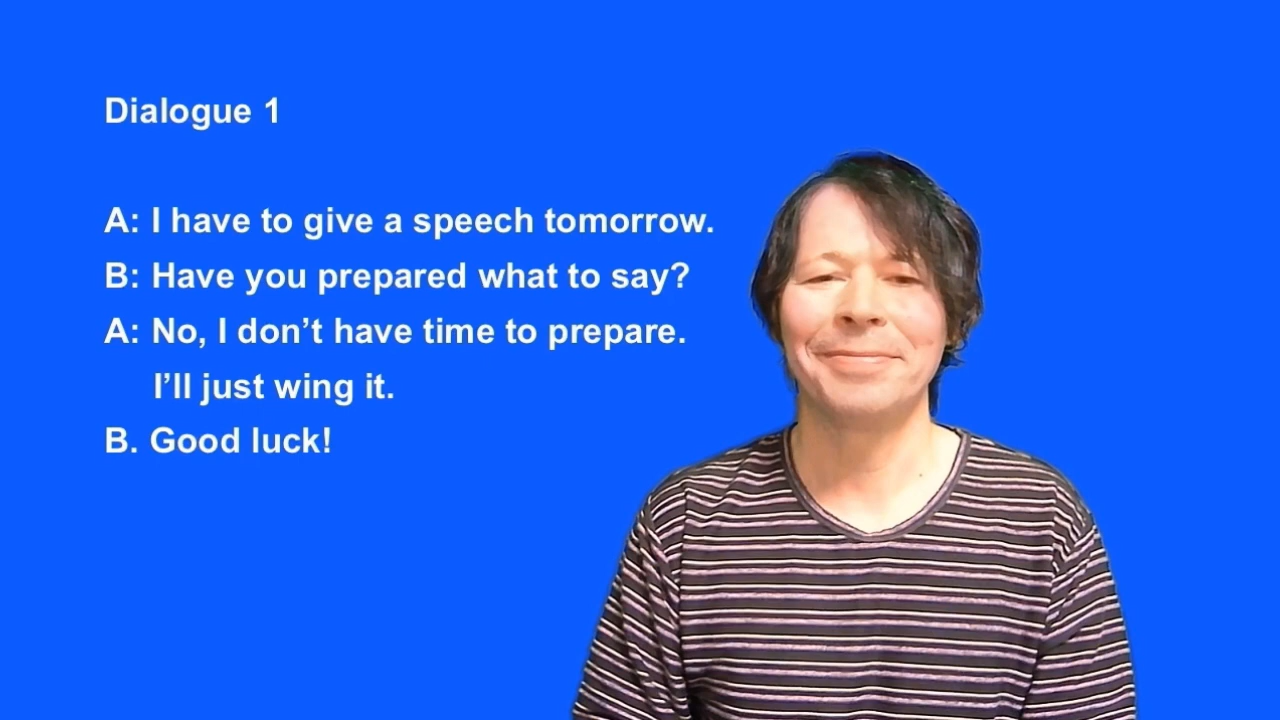 Dialogue 1
A: I have to give a speech tomorrow.
B: Have you prepared what to say?
A: No, I don’t have time to prepare.
I’ll just wing it.
B. Good luck!